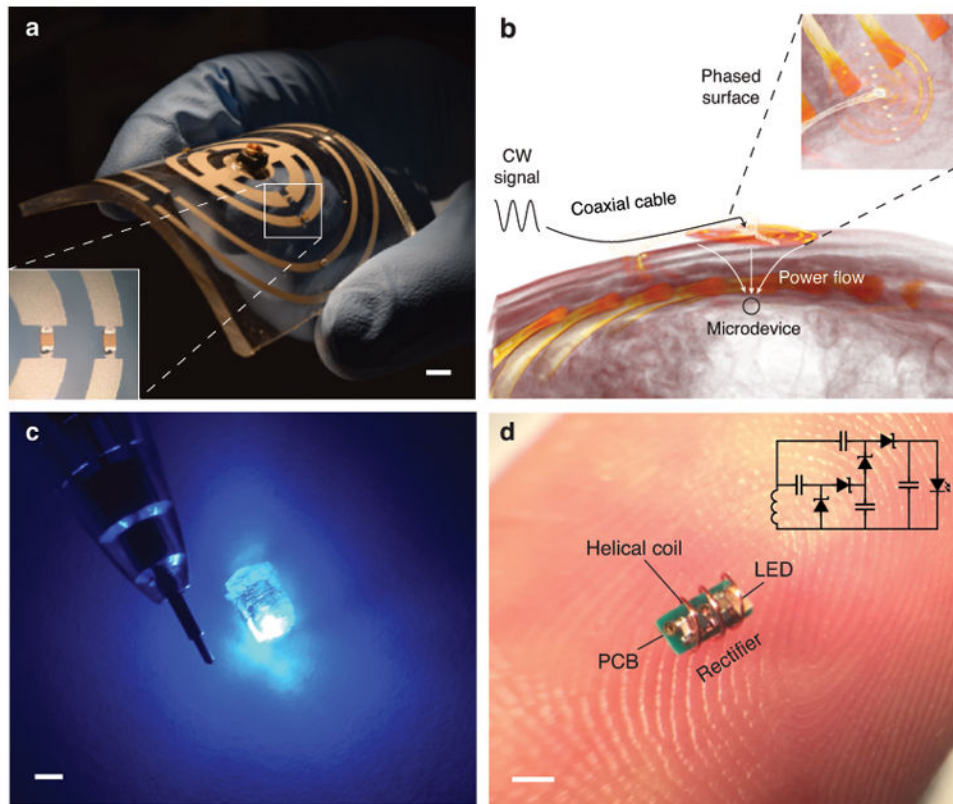 a
b
Phased
surface
CW
signal
Coaxial cable
Power flow
Microdevice
c
d
Helical coil
LED
PCB
Rectifier